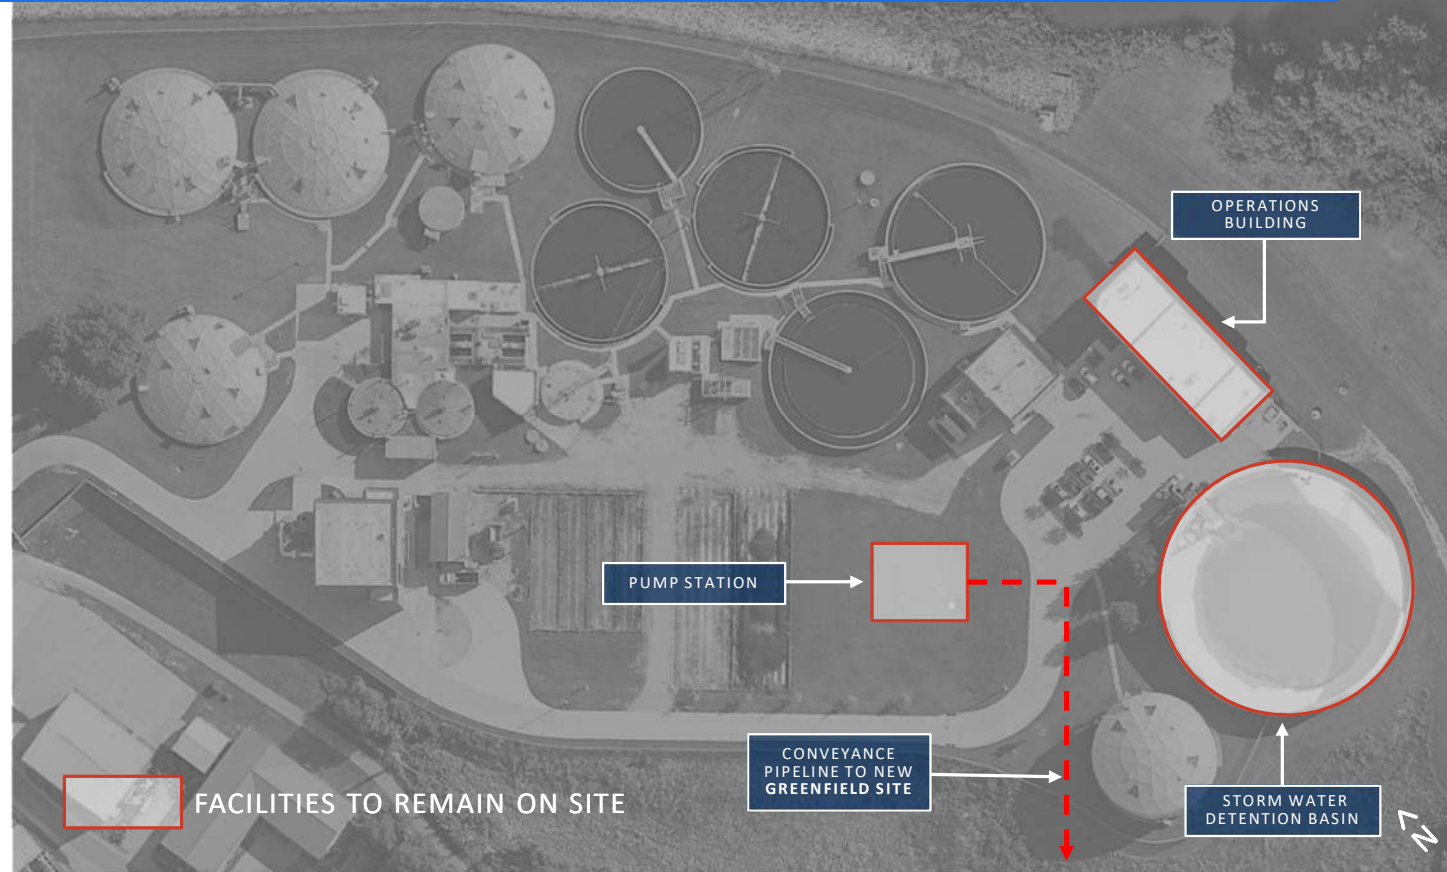 OPERATIONS
BUILDING
PUMP STATION
CONVEYANCE
PIPELINE TO NEW
GREENFIELD SITE
STORM WATER
DETENTION BASIN
FACILITIES TO REMAIN ON SITE
N